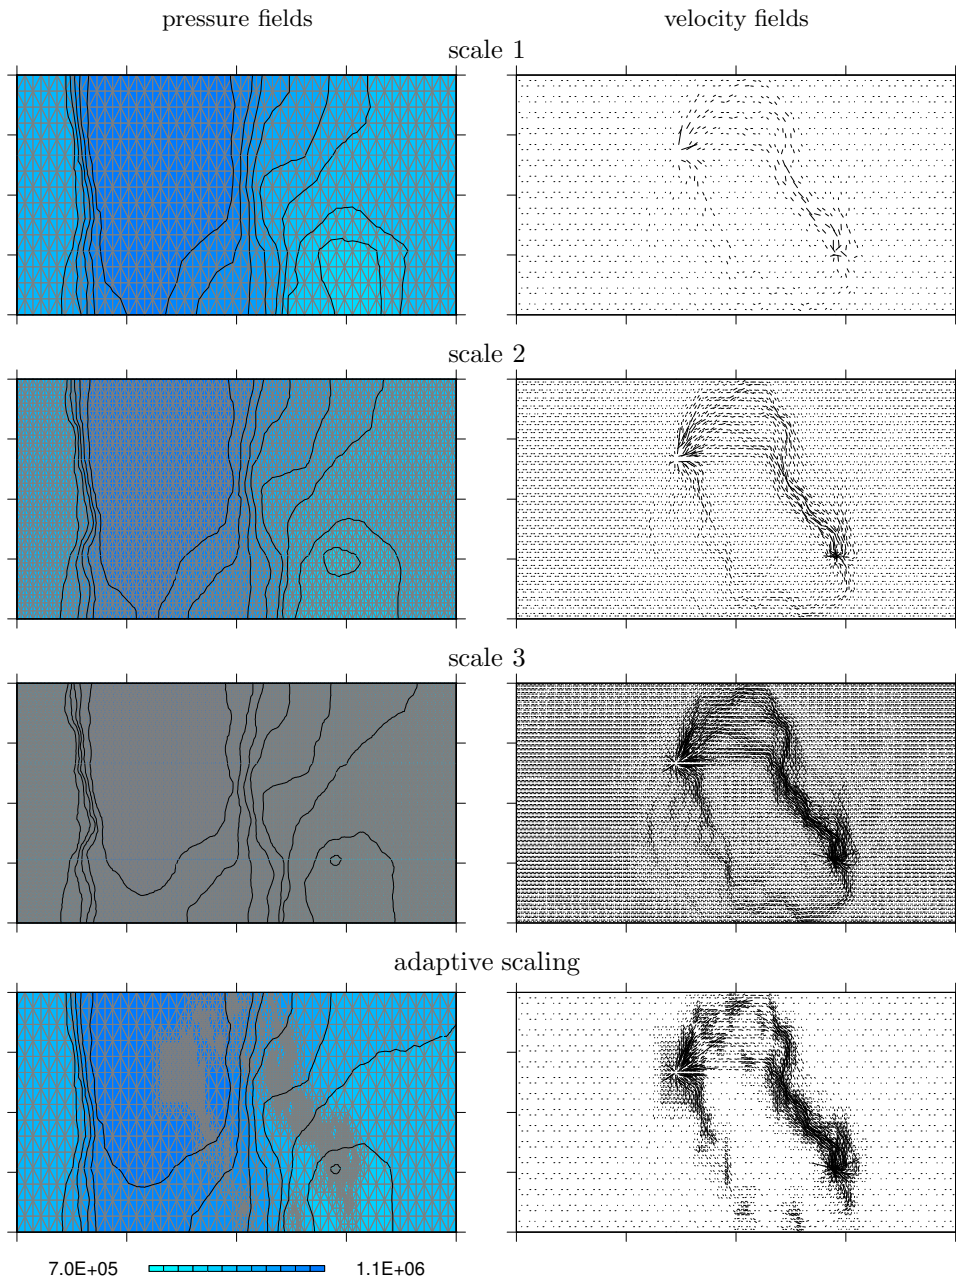 pressure fields
velocity fields
scale 1
scale 2
scale 3
adaptive scaling
7.0E+05
1.1E+06